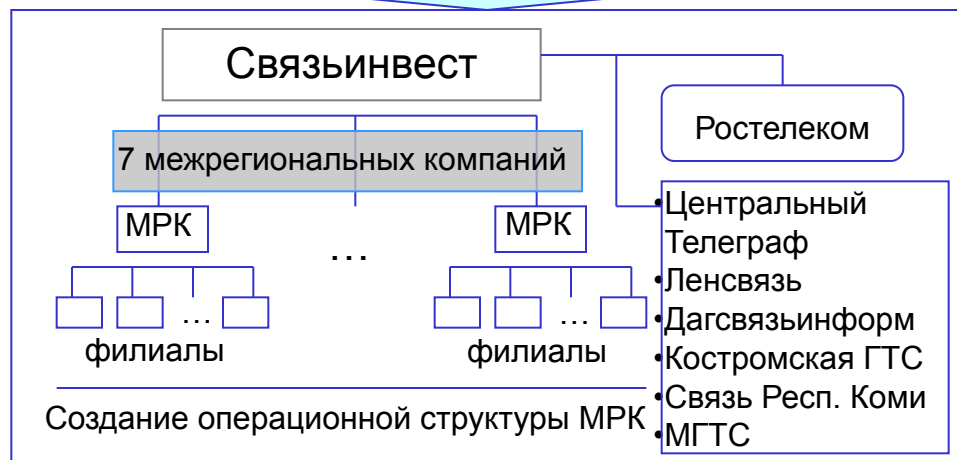 Связьинвест
Ростелеком
7 межрегиональных компаний
МРК
...
МРК
...
филиалы
...
филиалы
Создание операционной структуры МРК
•Центральный
Телеграф
•Ленсвязь
•Дагсвязьинформ
•Костромская ГТС
•Связь Респ. Коми
•МГТС